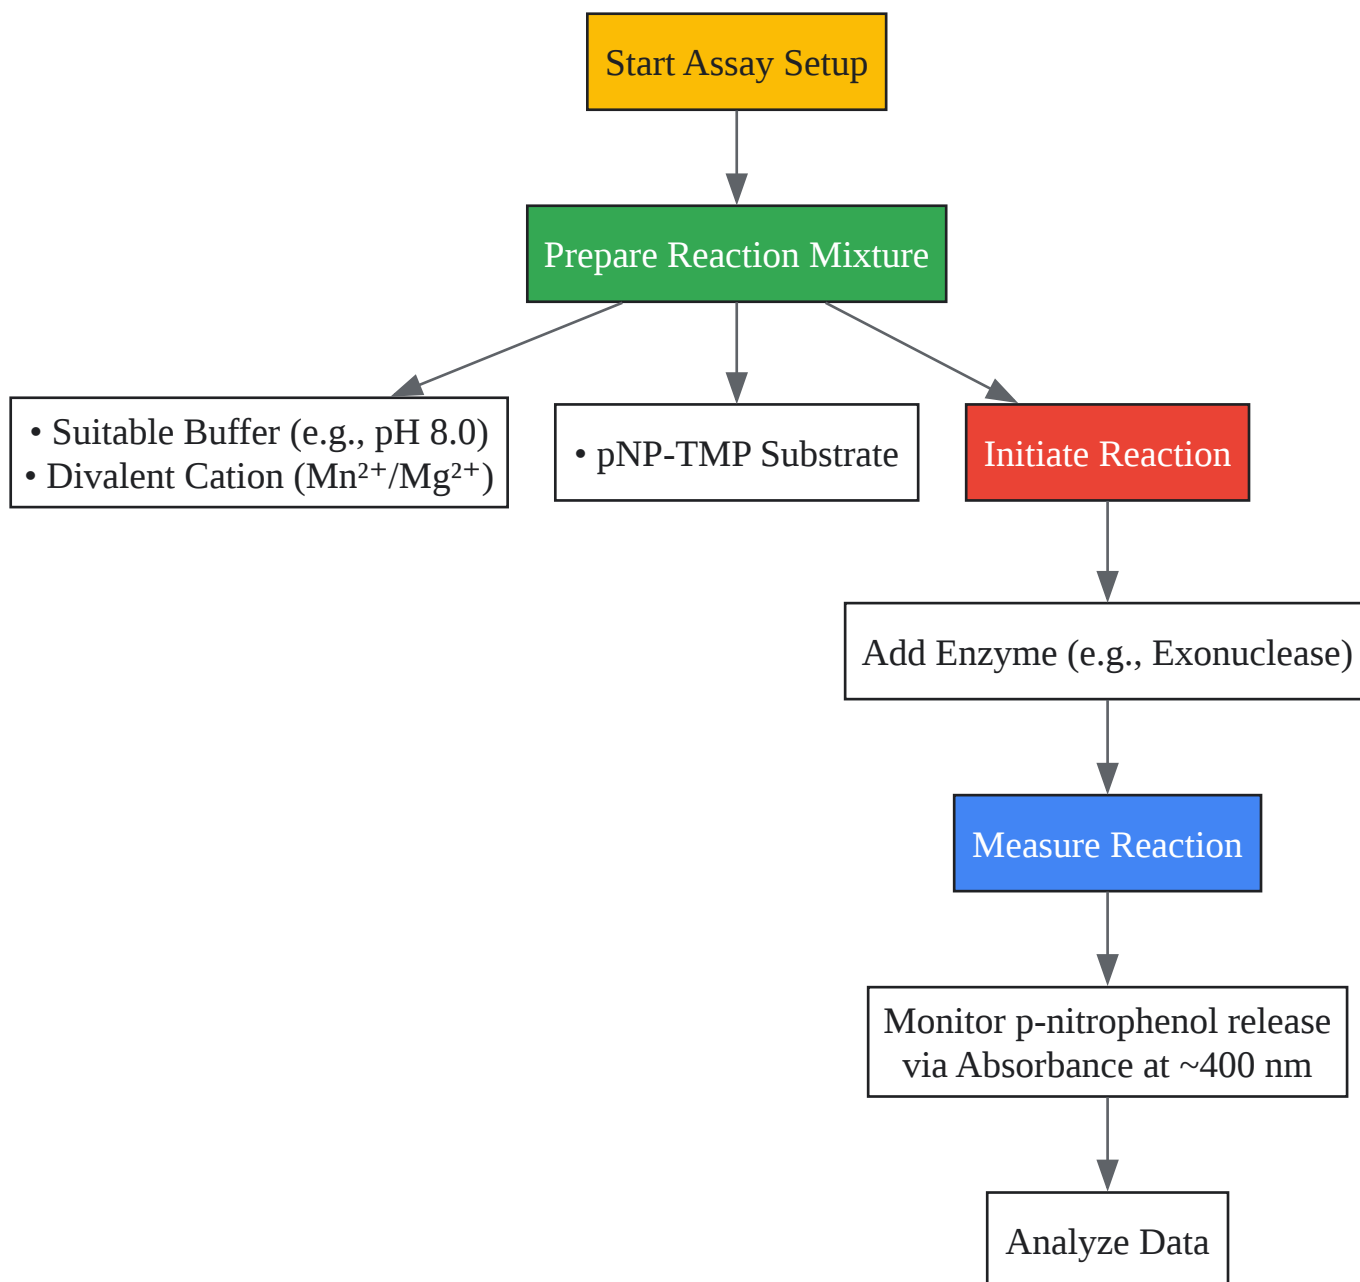 Start Assay Setup
Prepare Reaction Mixture
• Suitable Buffer (e.g., pH 8.0)
• Divalent Cation (Mn²⁺/Mg²⁺)
• pNP-TMP Substrate
Initiate Reaction
Add Enzyme (e.g., Exonuclease)
Measure Reaction
Monitor p-nitrophenol release
via Absorbance at ~400 nm
Analyze Data